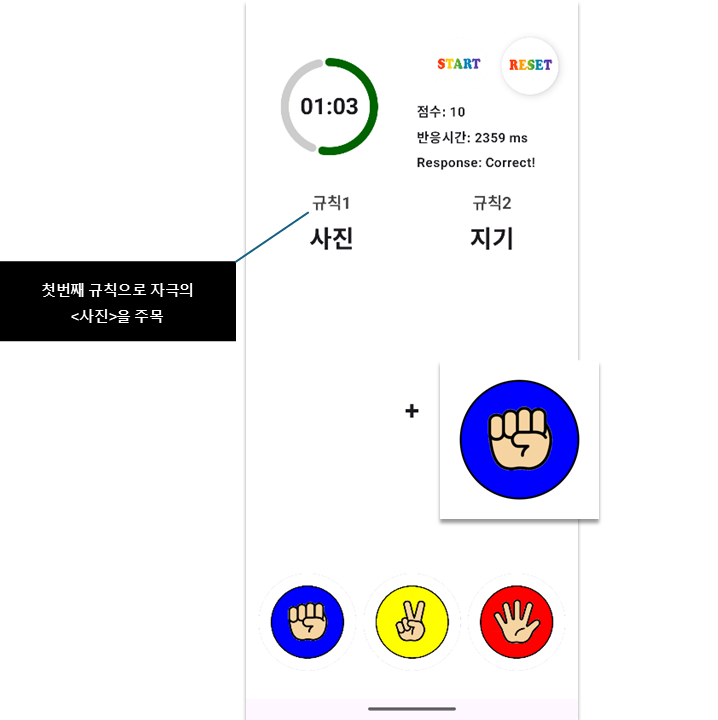 START
RESET
01:03
점수: 10
반응시간: 2359 ms
Response: Correct!
규칙1
규칙2
사진
지기
첫번째 규칙으로 자극의
<사진>을 주목
+